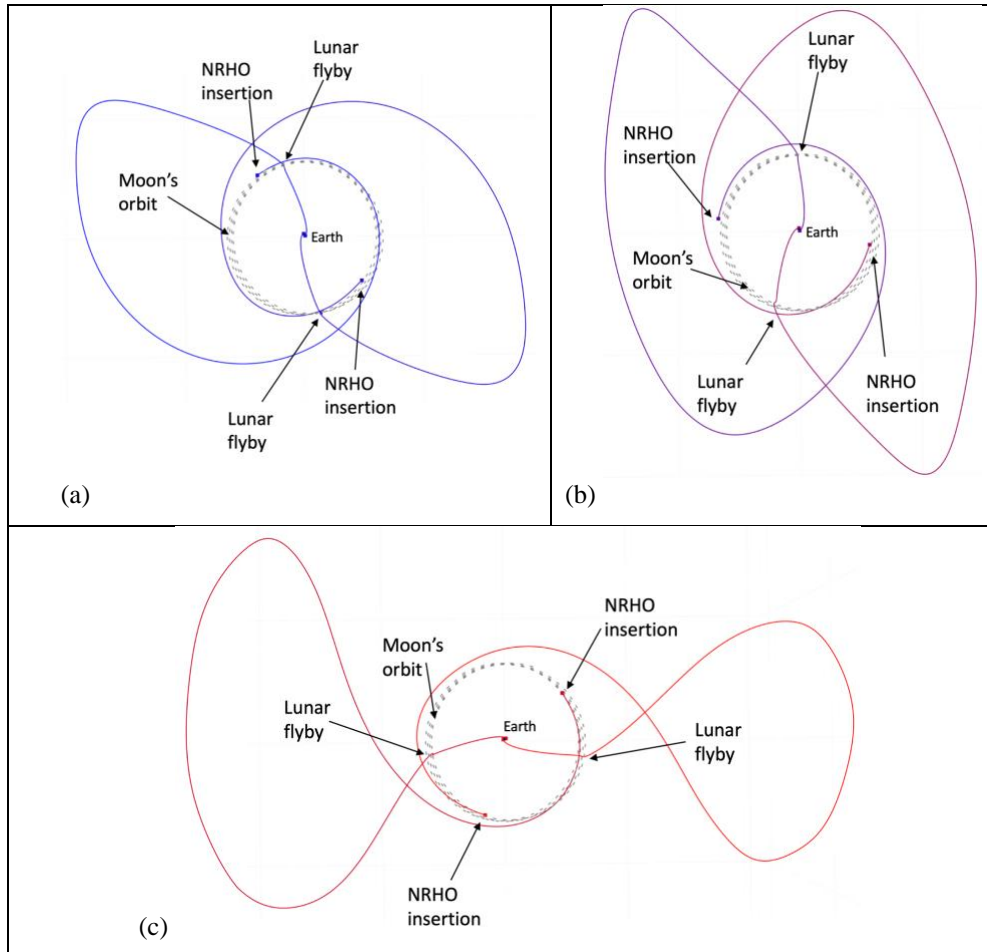 Lunar
flyby
NRHO
insertion
Moon's
orbit
Earth
NRHO
insertion
Lunar
flyby
(a)
Lunar
flyby
NRHO
insertion
Earth
Moon's
orbit
Lunar
flyby
NRHO
insertion
(b)
NRHO
insertion
Moon's
orbit
Lunar
flyby
Earth
Lunar
flyby
NRHO
insertion
(c)